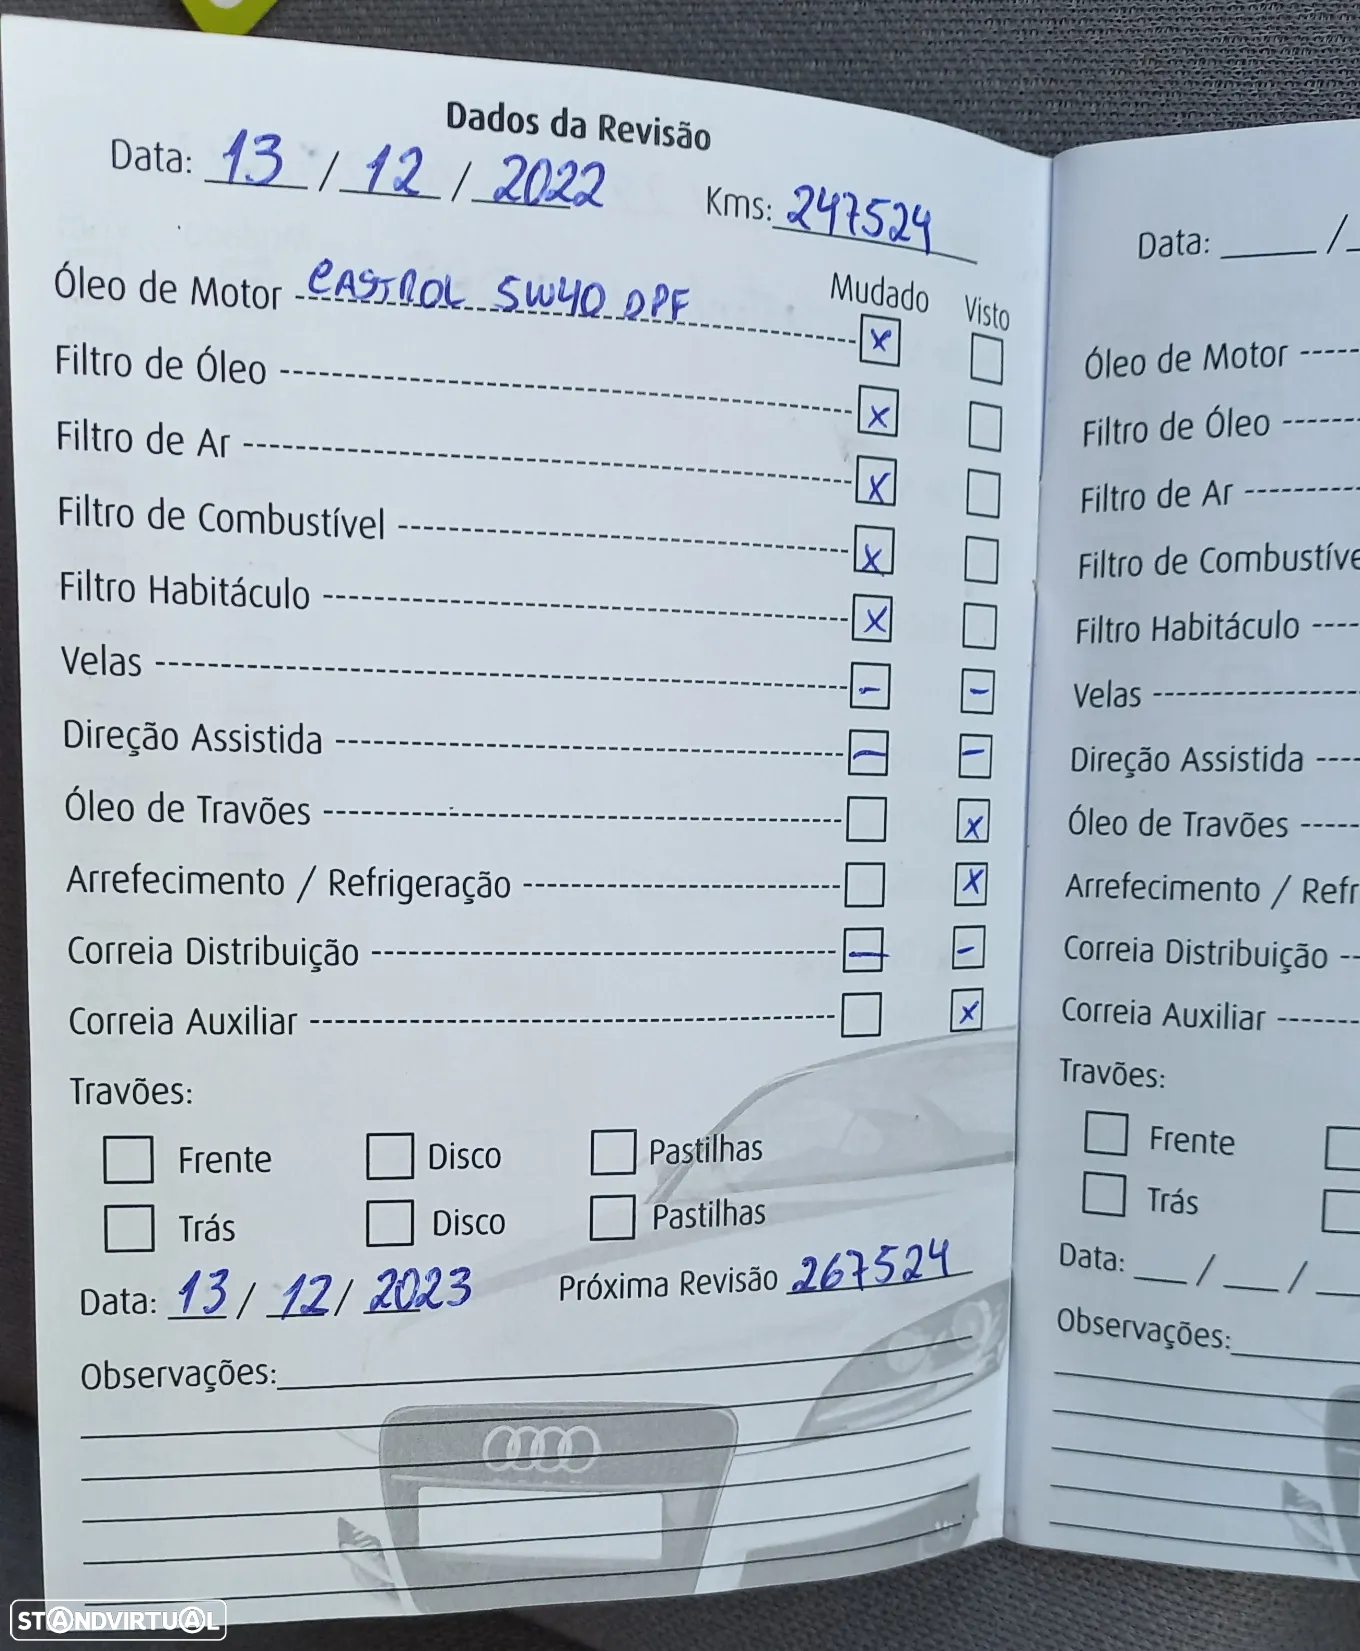 Dados da Revisão
Data: 13 / 12 / 2022 Kms: 247524
Mudado Visto
Óleo de Motor CASTROL 5W40 DPF x
Filtro de Óleo x
Filtro de Ar x
Filtro de Combustível x
Filtro Habitáculo x
Velas - -
Direção Assistida - -
Óleo de Travões x
Arrefecimento / Refrigeração x
Correia Distribuição - -
Correia Auxiliar x
Travões:
Frente Disco Pastilhas
Trás Disco Pastilhas
Data: 13 / 12 / 2023 Próxima Revisão 267524
Observações:
Data: /
Óleo de Motor
Filtro de Óleo
Filtro de Ar
Filtro de Combustíve
Filtro Habitáculo
Velas
Direção Assistida
Óleo de Travões
Arrefecimento / Refr
Correia Distribuição
Correia Auxiliar
Travões:
Frente
Trás
Data: / /
Observações:
STANDVIRTUAL